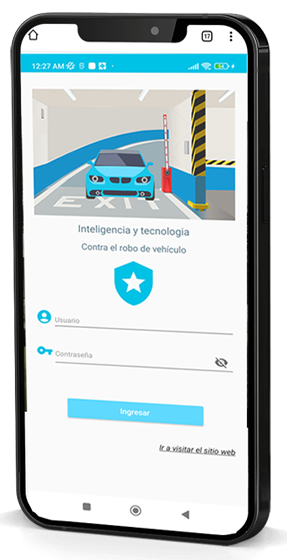 17
12:27 AM
EXIT
Inteligencia y tecnología
Contra el robo de vehículo
Usuario
Contraseña
Ingresar
Ir a visitar el sitio web